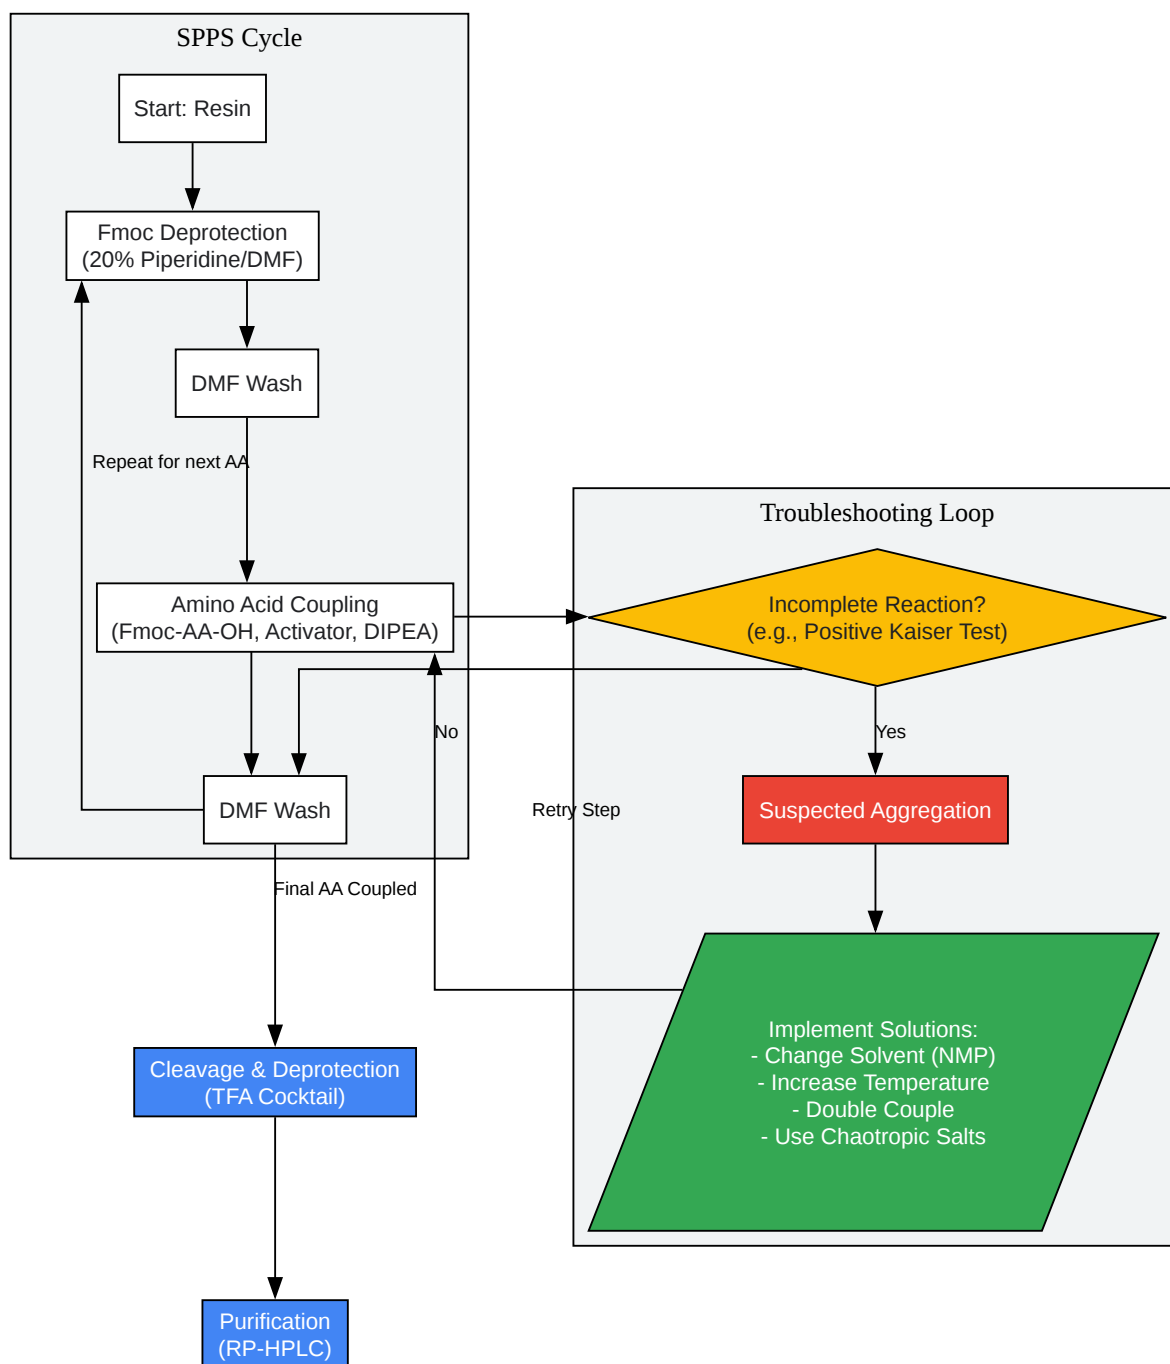 SPPS Cycle
Start: Resin
Fmoc Deprotection
(20% Piperidine/DMF)
DMF Wash
Repeat for next AA
Amino Acid Coupling
(Fmoc-AA-OH, Activator, DIPEA)
DMF Wash
Final AA Coupled
Cleavage & Deprotection
(TFA Cocktail)
Purification
(RP-HPLC)
Troubleshooting Loop
Incomplete Reaction?
(e.g., Positive Kaiser Test)
No
Yes
Retry Step
Suspected Aggregation
Implement Solutions:
- Change Solvent (NMP)
- Increase Temperature
- Double Couple
- Use Chaotropic Salts